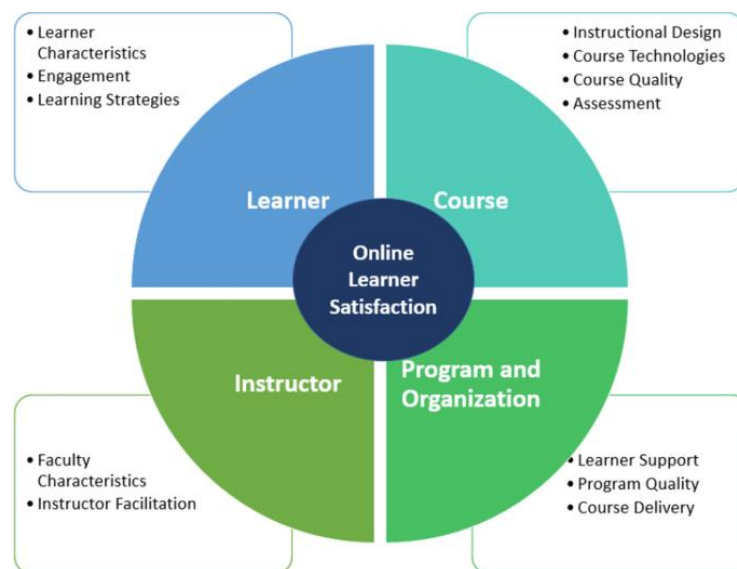 • Learner
Characteristics
• Engagement
• Learning Strategies
• Instructional Design
• Course Technologies
• Course Quality
• Assessment
Learner
Course
Online
Learner
Satisfaction
Instructor
Program and
Organization
• Faculty
Characteristics
• Instructor Facilitation
• Learner Support
• Program Quality
• Course Delivery